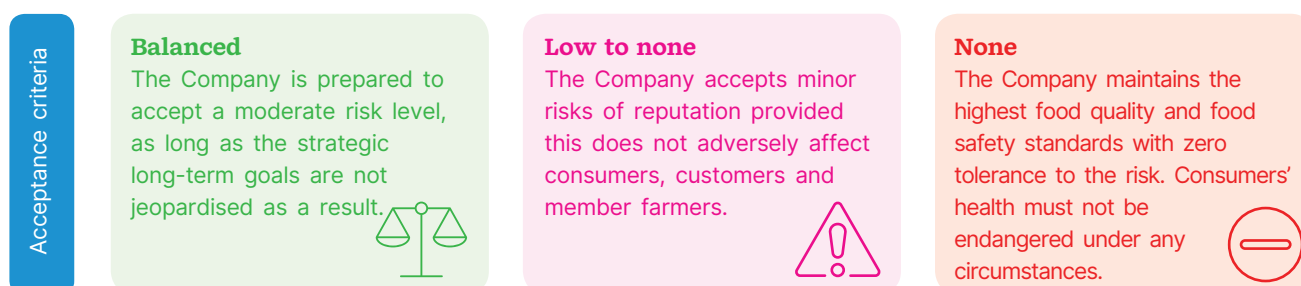 Acceptance criteria
Balanced
The Company is prepared to
accept a moderate risk level,
as long as the strategic
long-term goals are not
jeopardised as a result.
Low to none
The Company accepts minor
risks of reputation provided
this does not adversely affect
consumers, customers and
member farmers.
None
The Company maintains the
highest food quality and food
safety standards with zero
tolerance to the risk. Consumers’
health must not be
endangered under any
circumstances.